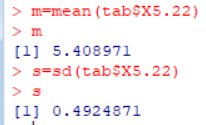 > m=mean(tab$X5.22)
> m
[1] 5.408971
> s=sd(tab$X5.22)
> s
[1] 0.4924871